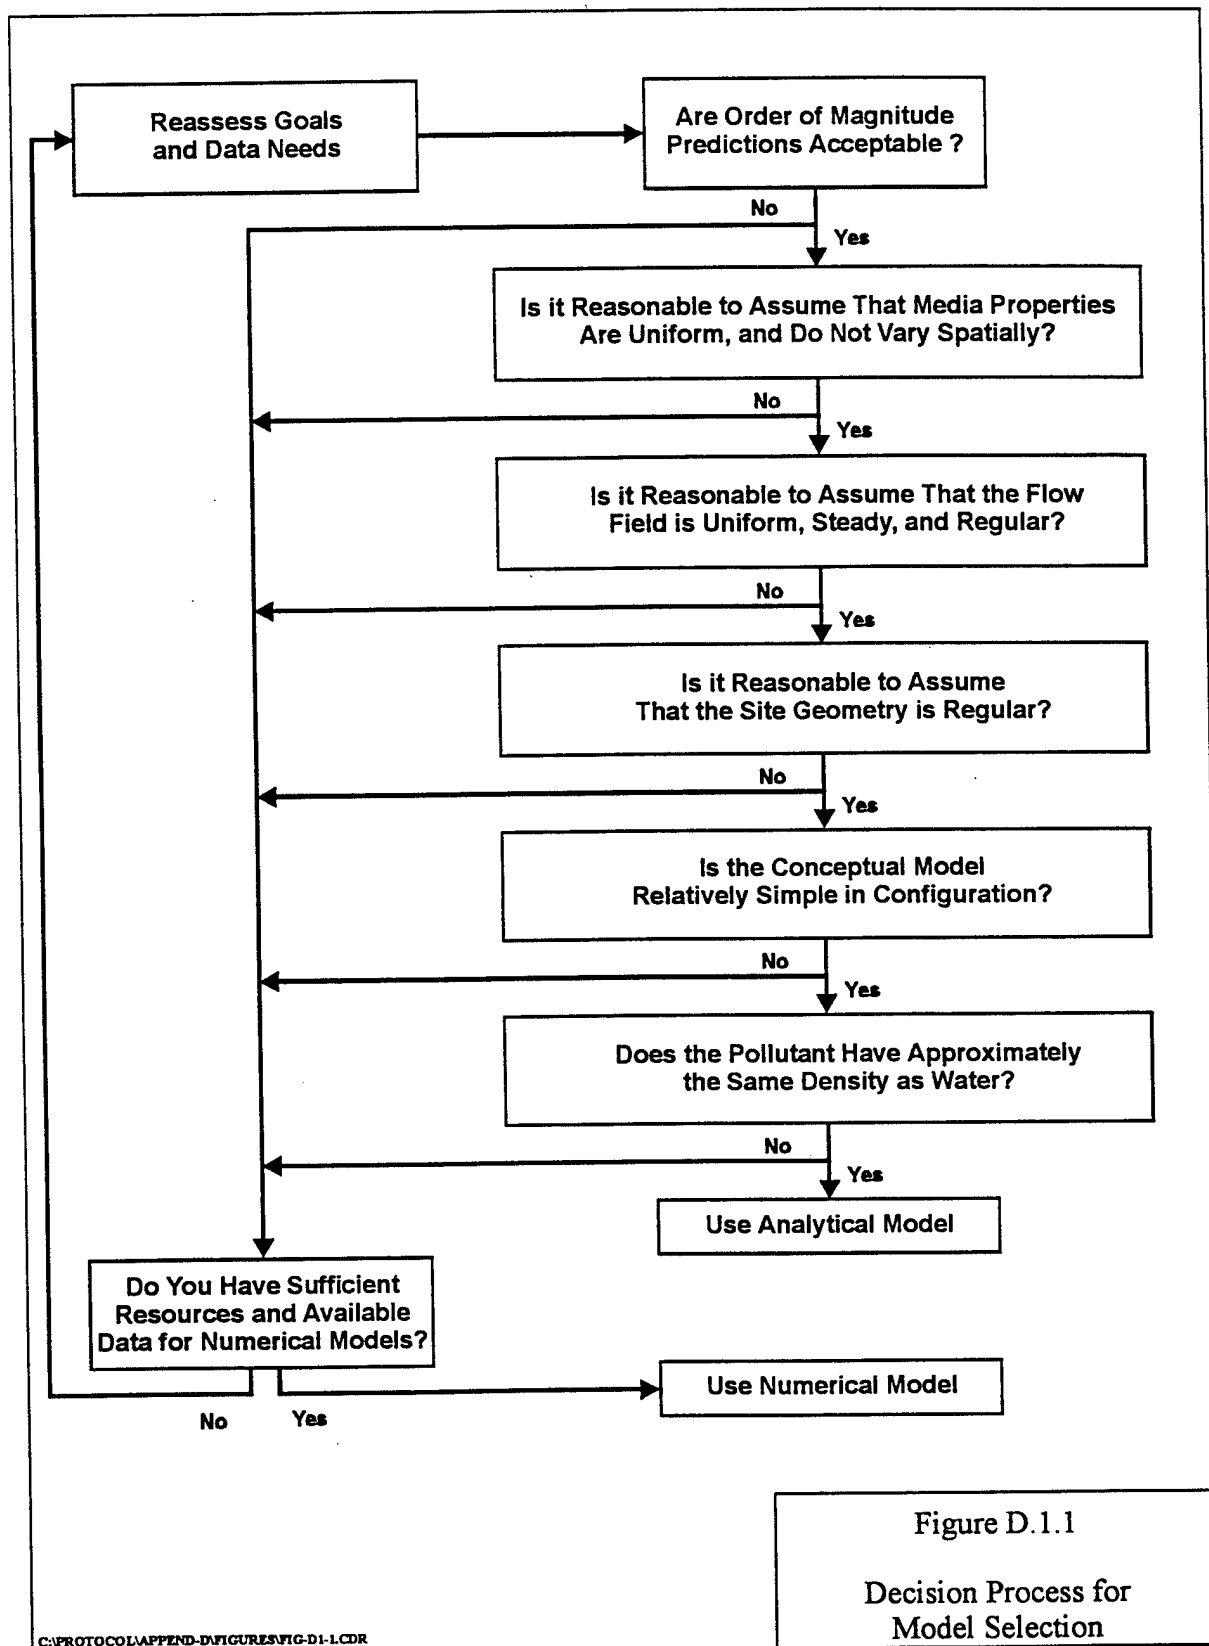 Reassess Goals
and Data Needs
Are Order of Magnitude
Predictions Acceptable ?
No
Yes
Is it Reasonable to Assume That Media Properties
Are Uniform, and Do Not Vary Spatially?
No
Yes
Is it Reasonable to Assume That the Flow
Field is Uniform, Steady, and Regular?
No
Yes
Is it Reasonable to Assume
That the Site Geometry is Regular?
No
Yes
Is the Conceptual Model
Relatively Simple in Configuration?
No
Yes
Does the Pollutant Have Approximately
the Same Density as Water?
No
Yes
Use Analytical Model
Do You Have Sufficient
Resources and Available
Data for Numerical Models?
No
Yes
Use Numerical Model
Figure D.1.1
Decision Process for
Model Selection
C:\PROTOCOL\APPEND-D\FIGURES\FIG-D1-1.CDR